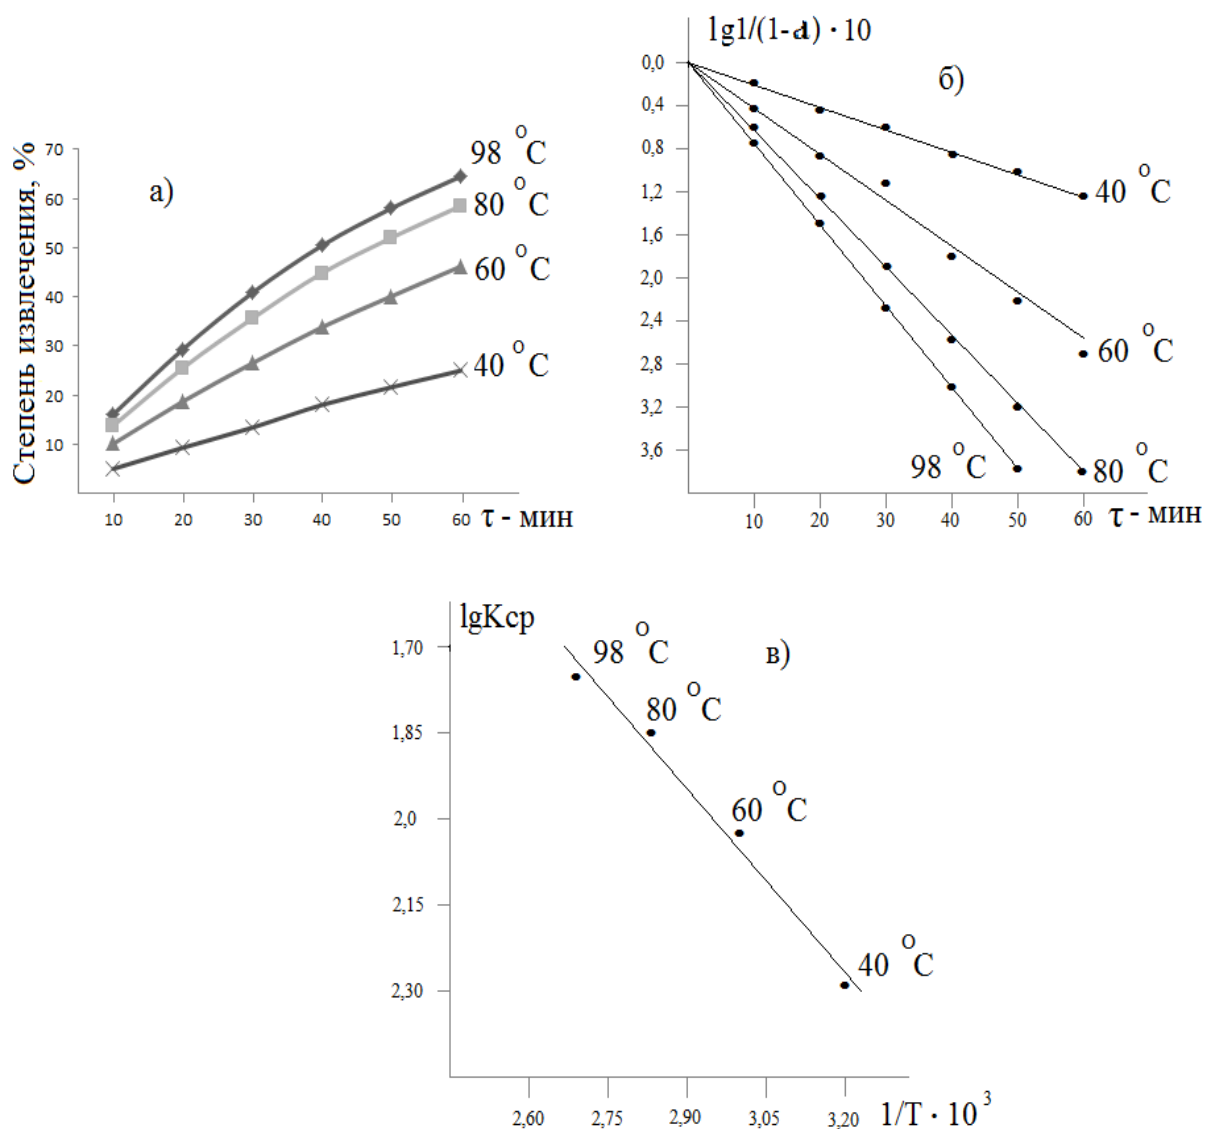 Степень извлечения, %
70
60
50
40
30
20
10
а)
98 °C
80 °C
60 °C
40 °C
10 20 30 40 50 60 τ - мин
lg1/(1-α) · 10
0,0
0,4
0,8
1,2
1,6
2,0
2,4
2,8
3,2
3,6
б)
40 °C
60 °C
80 °C
98 °C
10 20 30 40 50 60 τ - мин
lgKср
1,70
1,85
2,0
2,15
2,30
в)
98 °C
80 °C
60 °C
40 °C
2,60 2,75 2,90 3,05 3,20 1/T · 10³